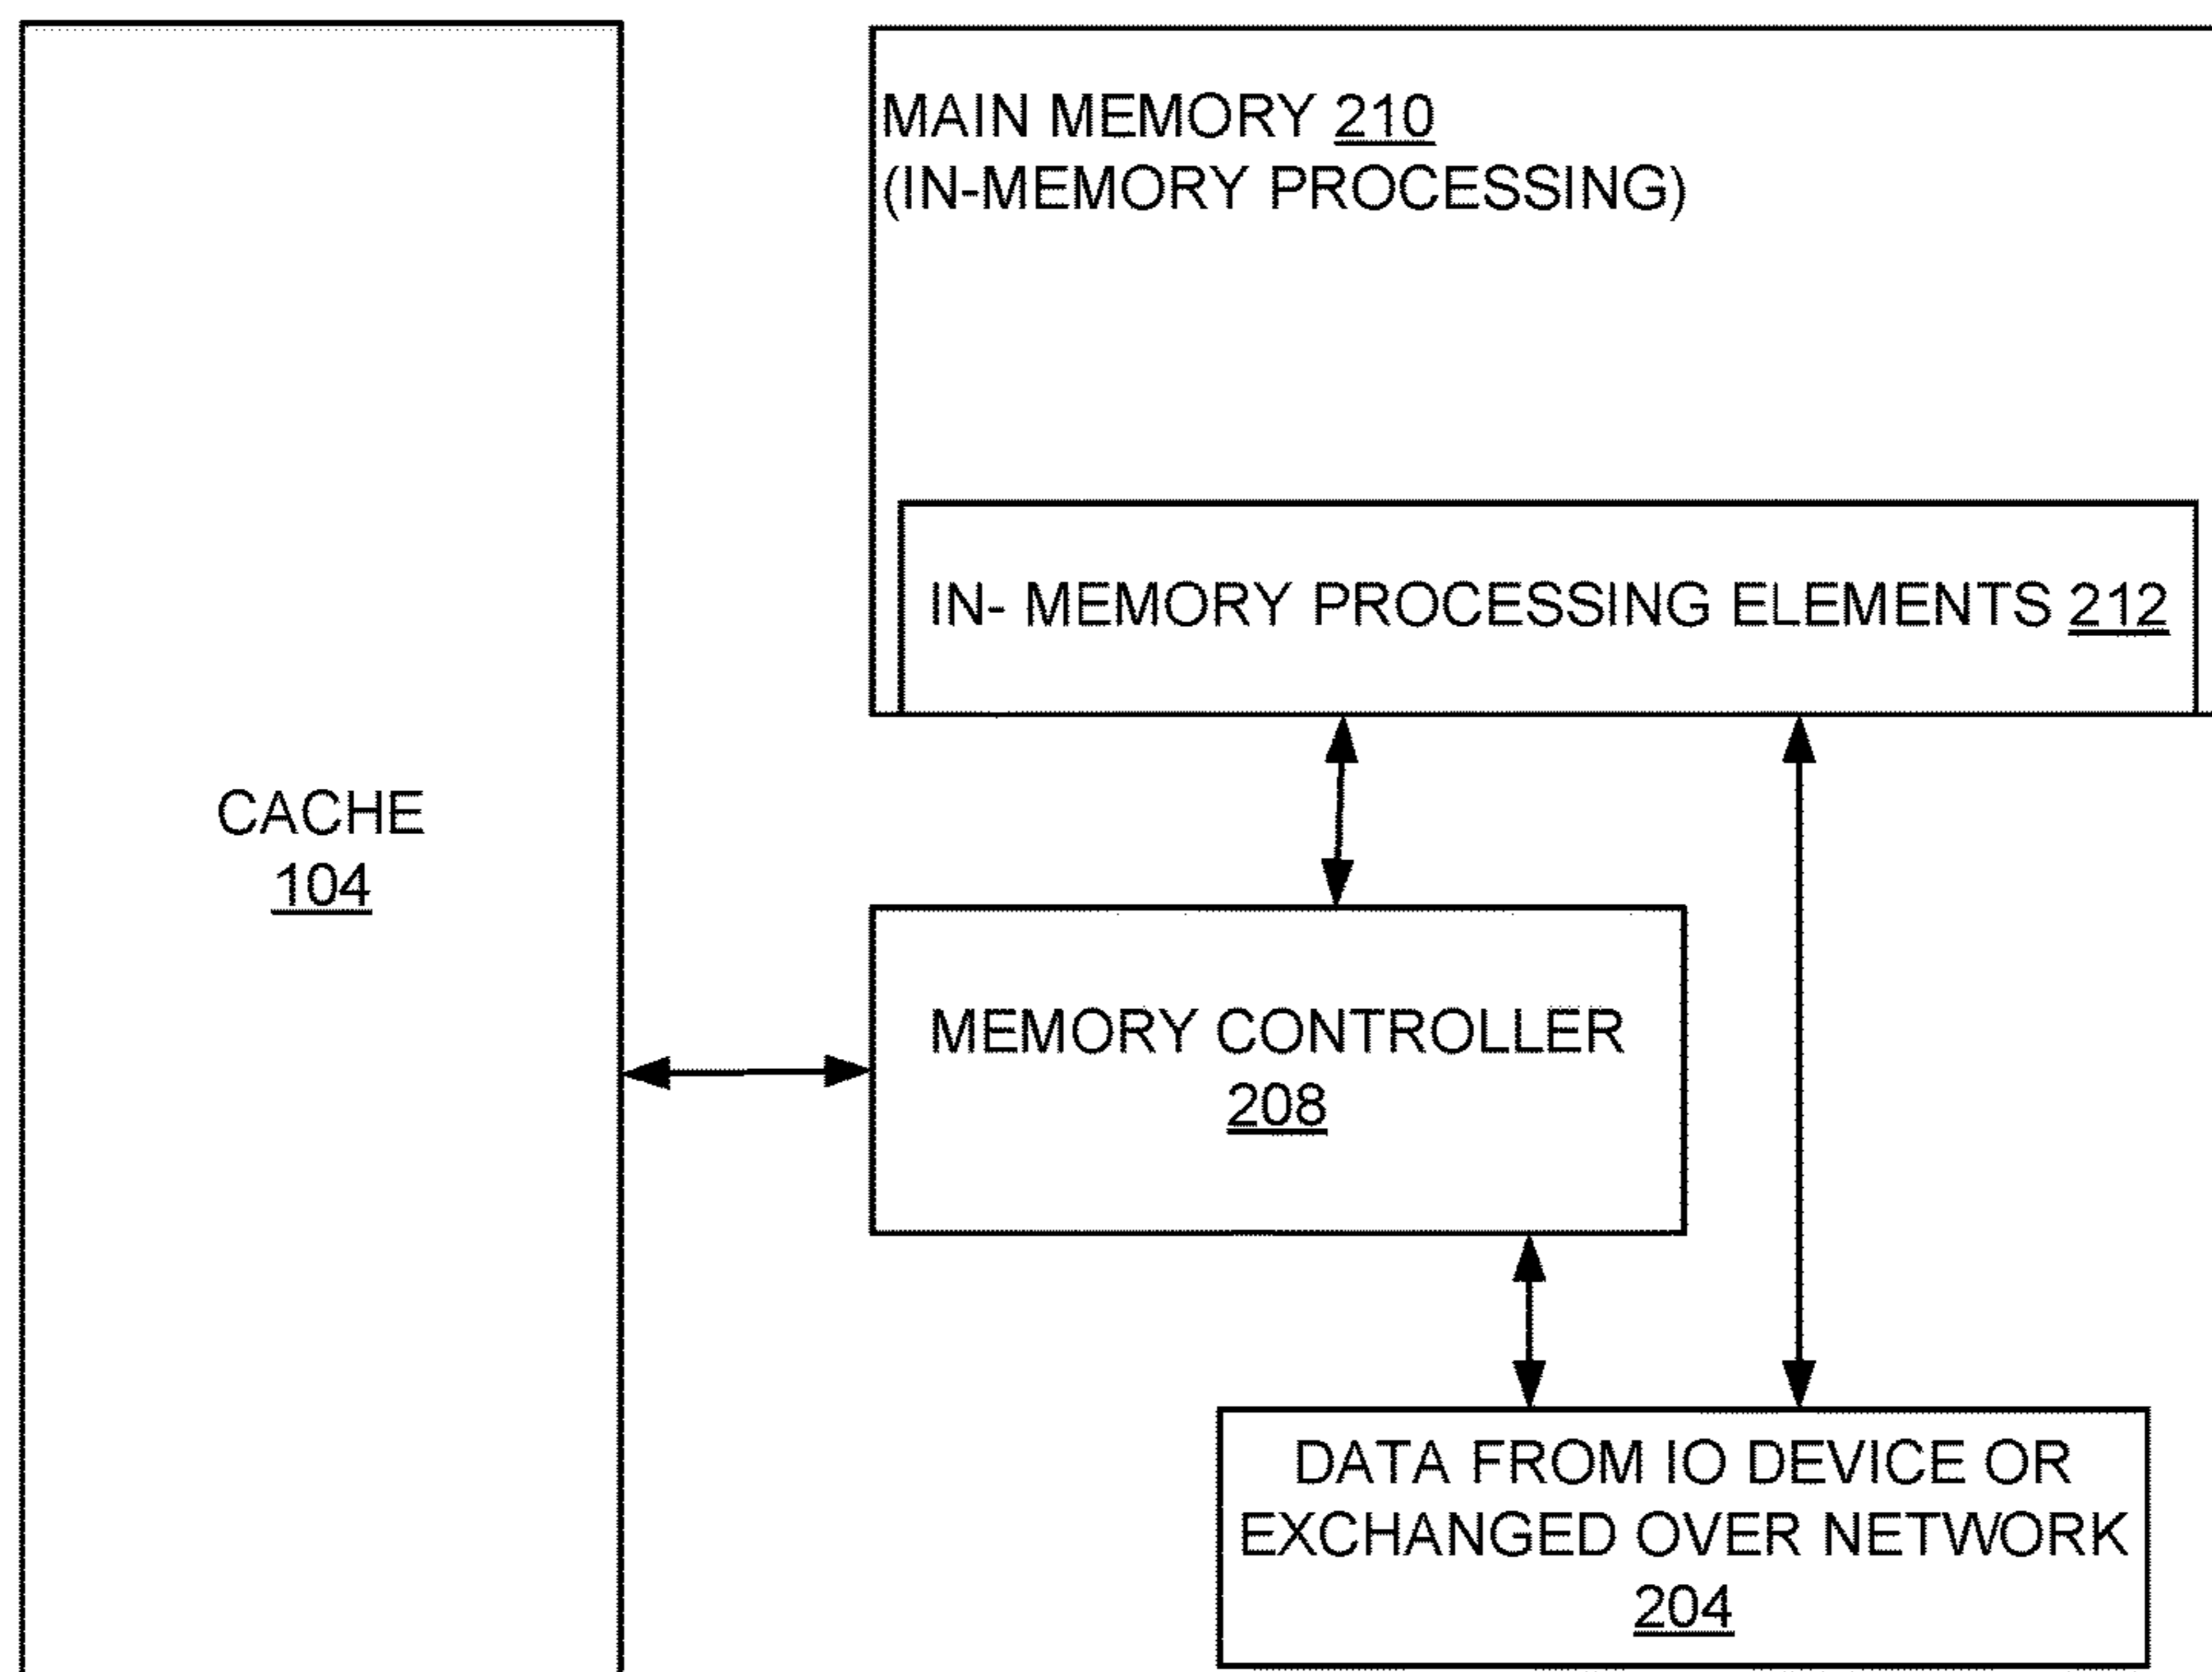 MAIN MEMORY 210
(IN-MEMORY PROCESSING)
IN- MEMORY PROCESSING ELEMENTS 212
CACHE
104
MEMORY CONTROLLER
208
DATA FROM IO DEVICE OR
EXCHANGED OVER NETWORK
204